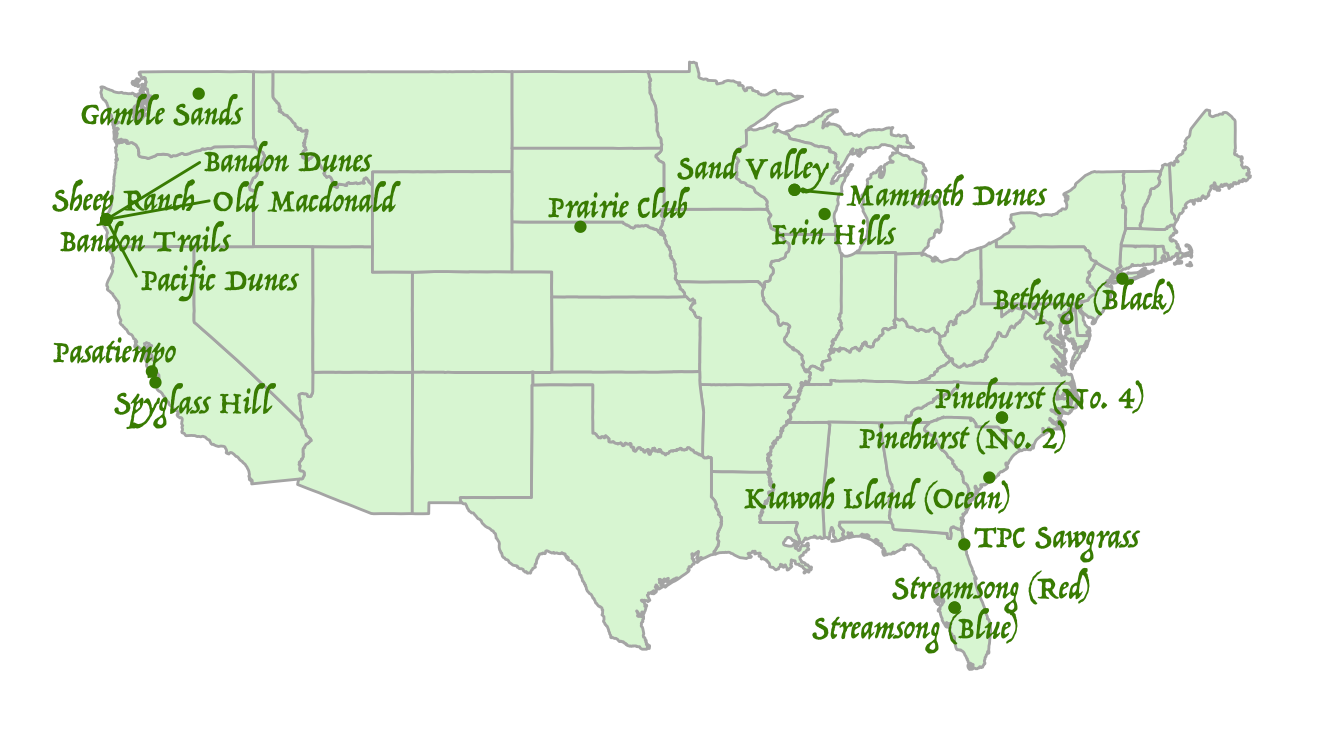 Gamble Sands
Bandon Dunes
Sand Valley
Sheep Ranch
Old Macdonald
Mammoth Dunes
Prairie Club
Bandon Trails
Erin Hills
Pacific Dunes
Bethpage (Black)
Pasatiempo
Spyglass Hill
Pinehurst (No. 4)
Pinehurst (No. 2)
Kiawah Island (Ocean)
TPC Sawgrass
Streamsong (Red)
Streamsong (Blue)